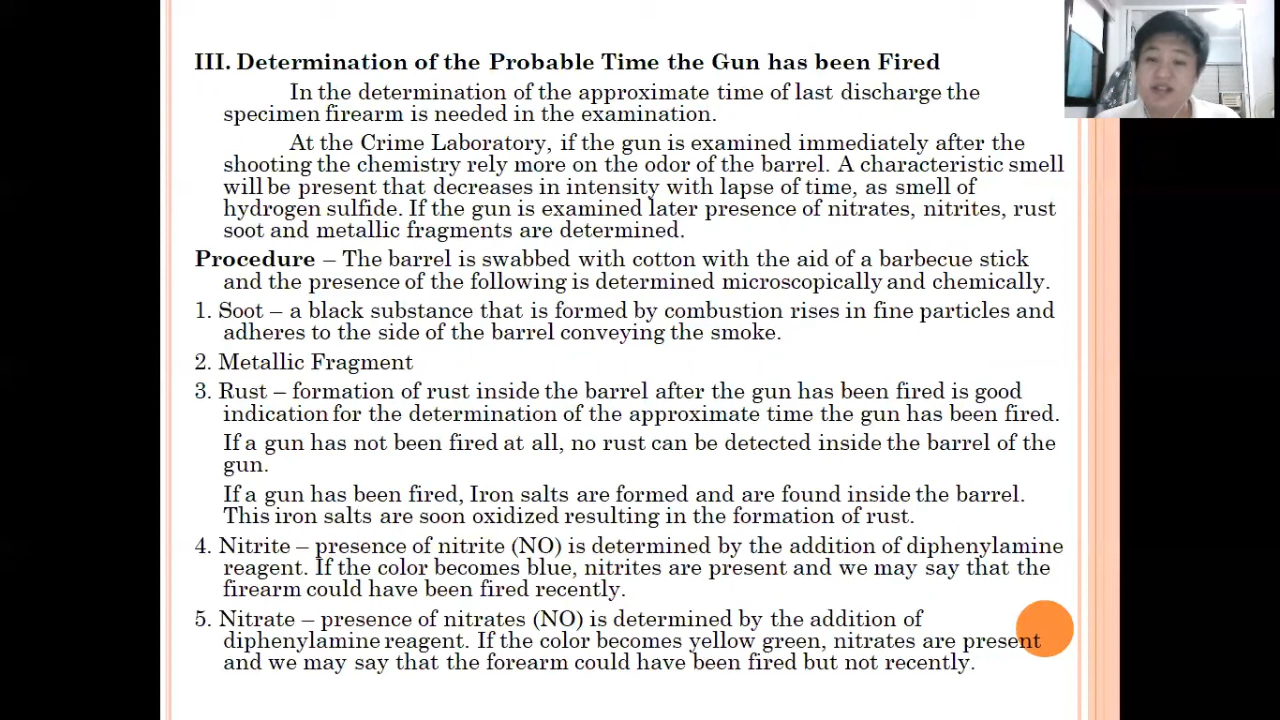 III. Determination of the Probable Time the Gun has been Fired
In the determination of the approximate time of last discharge the
specimen firearm is needed in the examination.
At the Crime Laboratory, if the gun is examined immediately after the
shooting the chemistry rely more on the odor of the barrel. A characteristic smell
will be present that decreases in intensity with lapse of time, as smell of
hydrogen sulfide. If the gun is examined later presence of nitrates, nitrites, rust
soot and metallic fragments are determined.
Procedure – The barrel is swabbed with cotton with the aid of a barbecue stick
and the presence of the following is determined microscopically and chemically.
1. Soot – a black substance that is formed by combustion rises in fine particles and
adheres to the side of the barrel conveying the smoke.
2. Metallic Fragment
3. Rust – formation of rust inside the barrel after the gun has been fired is good
indication for the determination of the approximate time the gun has been fired.
If a gun has not been fired at all, no rust can be detected inside the barrel of the
gun.
If a gun has been fired, Iron salts are formed and are found inside the barrel.
This iron salts are soon oxidized resulting in the formation of rust.
4. Nitrite – presence of nitrite (NO) is determined by the addition of diphenylamine
reagent. If the color becomes blue, nitrites are present and we may say that the
firearm could have been fired recently.
5. Nitrate – presence of nitrates (NO) is determined by the addition of
diphenylamine reagent. If the color becomes yellow green, nitrates are present
and we may say that the forearm could have been fired but not recently.